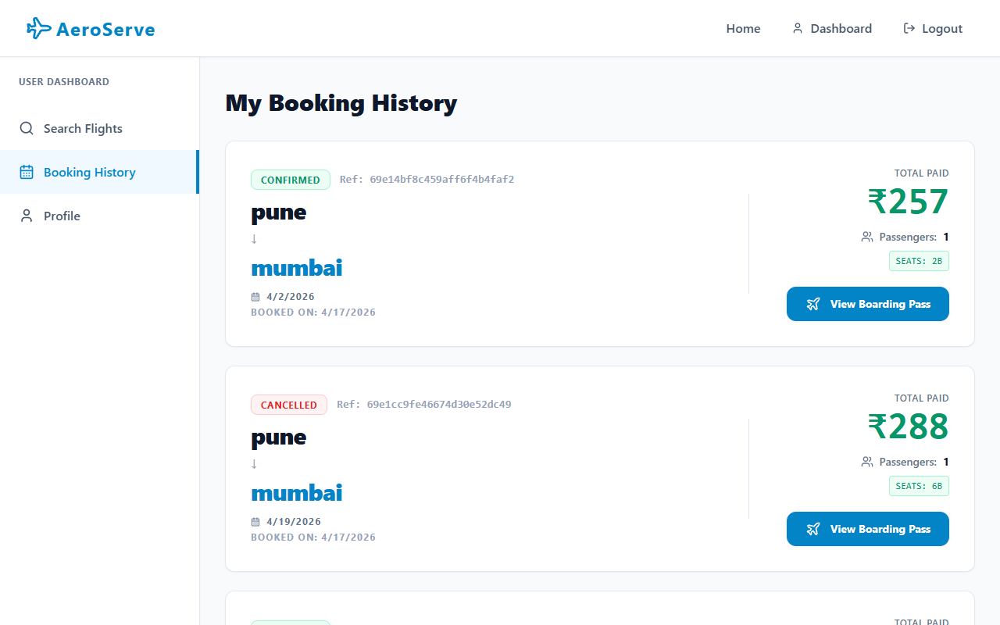 AeroServe
Home
Dashboard
Logout
USER DASHBOARD
Search Flights
Booking History
Profile
My Booking History
CONFIRMED
Ref: 69e14bf8c459aff6f4b4faf2
pune
↓
mumbai
4/2/2026
BOOKED ON: 4/17/2026
TOTAL PAID
₹257
Passengers: 1
SEATS: 2B
View Boarding Pass
CANCELLED
Ref: 69e1cc9fe46674d30e52dc49
pune
↓
mumbai
4/19/2026
BOOKED ON: 4/17/2026
TOTAL PAID
₹288
Passengers: 1
SEATS: 6B
View Boarding Pass
TOTAL PAID